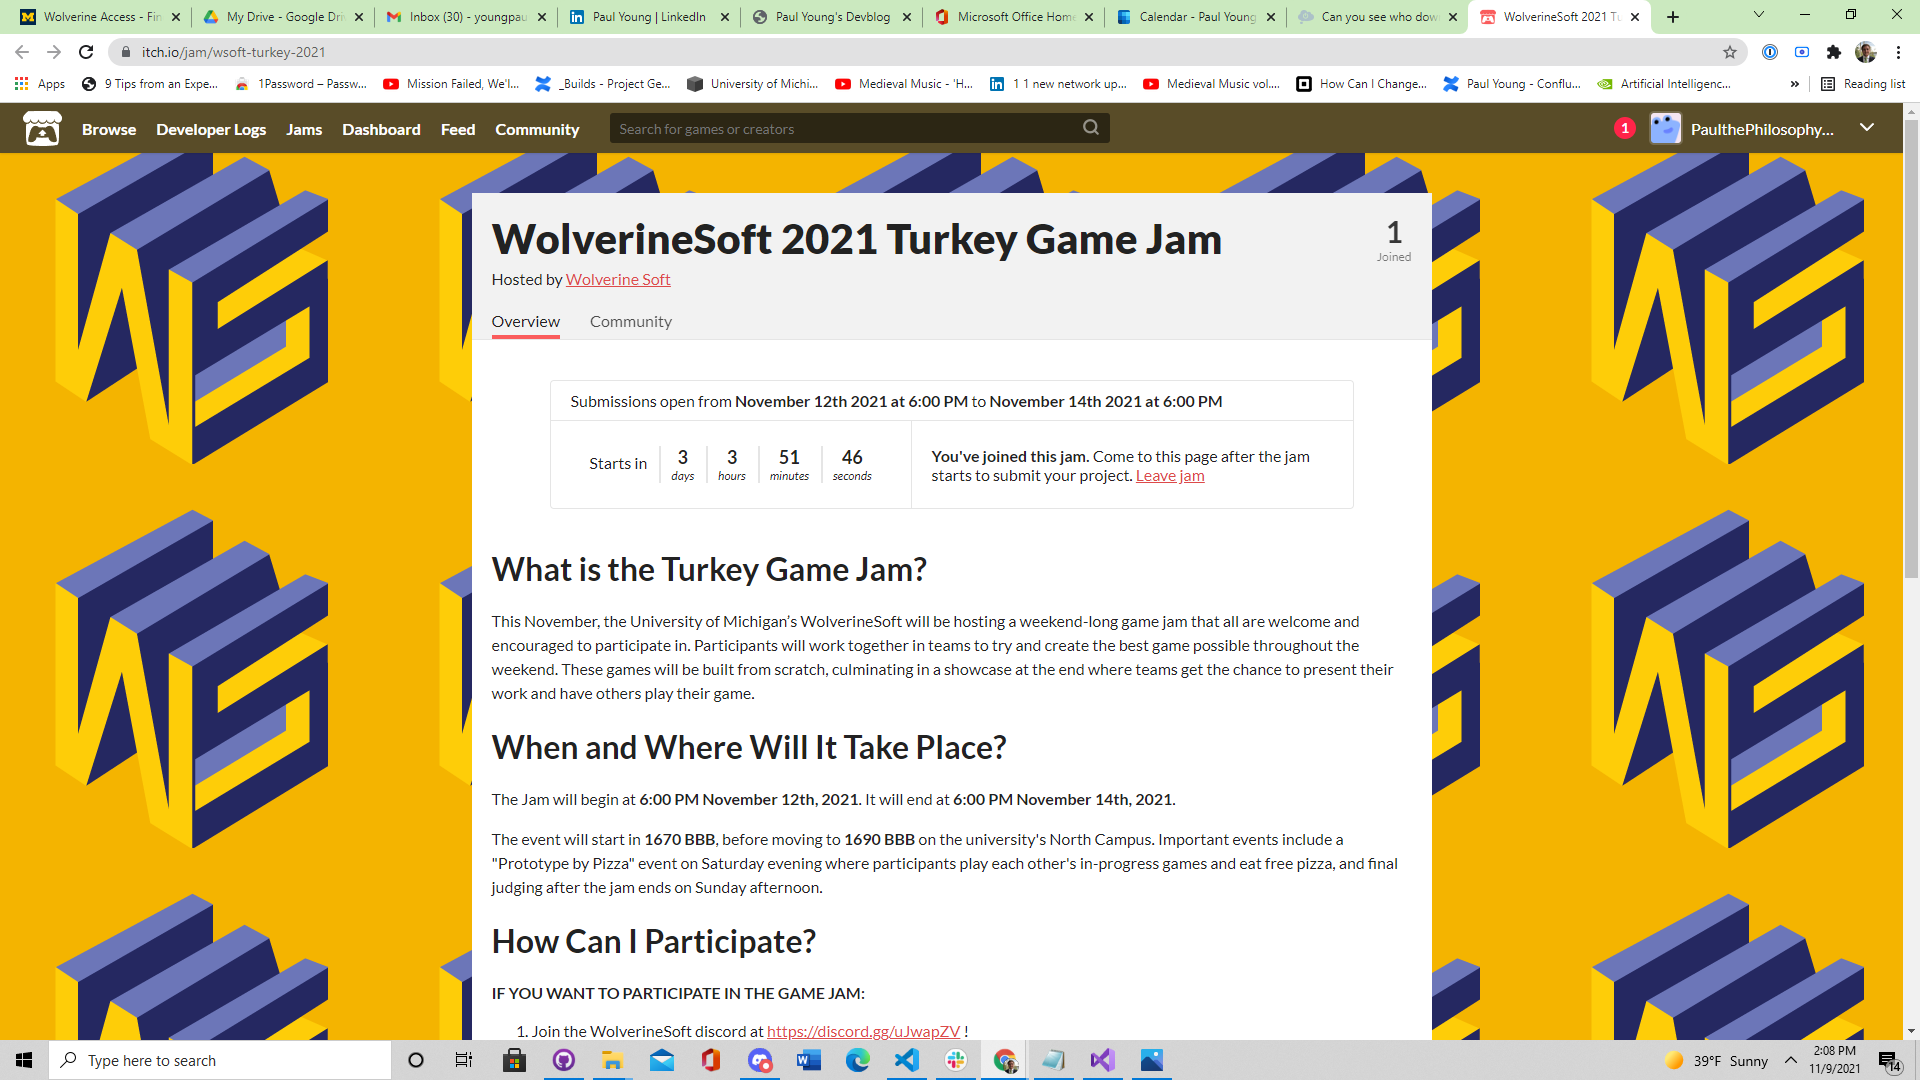 Wolverine Access - Fin
My Drive - Google Dri
Inbox (30) - youngpau
Paul Young | LinkedIn
Paul Young's Devblog
Microsoft Office Home
Calendar - Paul Young
Can you see who dow
WolverineSoft 2021 Tu
itch.io/jam/wsoft-turkey-2021
Apps
9 Tips from an Expe...
1Password – Passw...
Mission Failed, We'l...
_Builds - Project Ge...
University of Michi...
Medieval Music - 'H...
1 1 new network up...
Medieval Music vol....
How Can I Change...
Paul Young - Conflu...
Artificial Intelligenc...
»
Reading list
Browse
Developer Logs
Jams
Dashboard
Feed
Community
Search for games or creators
1
PaulthePhilosophy...
WolverineSoft 2021 Turkey Game Jam
1
Joined
Hosted by Wolverine Soft
Overview
Community
Submissions open from November 12th 2021 at 6:00 PM to November 14th 2021 at 6:00 PM
Starts in
3
days
3
hours
51
minutes
46
seconds
You've joined this jam. Come to this page after the jam
starts to submit your project. Leave jam
What is the Turkey Game Jam?
This November, the University of Michigan’s WolverineSoft will be hosting a weekend-long game jam that all are welcome and
encouraged to participate in. Participants will work together in teams to try and create the best game possible throughout the
weekend. These games will be built from scratch, culminating in a showcase at the end where teams get the chance to present their
work and have others play their game.
When and Where Will It Take Place?
The Jam will begin at 6:00 PM November 12th, 2021. It will end at 6:00 PM November 14th, 2021.
The event will start in 1670 BBB, before moving to 1690 BBB on the university's North Campus. Important events include a
"Prototype by Pizza" event on Saturday evening where participants play each other's in-progress games and eat free pizza, and final
judging after the jam ends on Sunday afternoon.
How Can I Participate?
IF YOU WANT TO PARTICIPATE IN THE GAME JAM:
1. Join the WolverineSoft discord at https://discord.gg/uJwapZV !
Type here to search
39°F Sunny
2:08 PM
11/9/2021
14